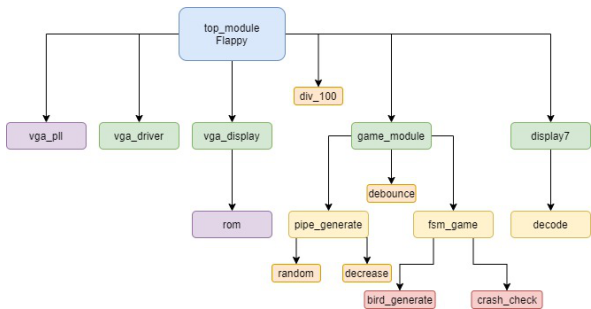 top_module
Flappy
div_100
vga_pll
vga_driver
vga_display
game_module
display7
debounce
rom
pipe_generate
fsm_game
decode
random
decrease
bird_generate
crash_check